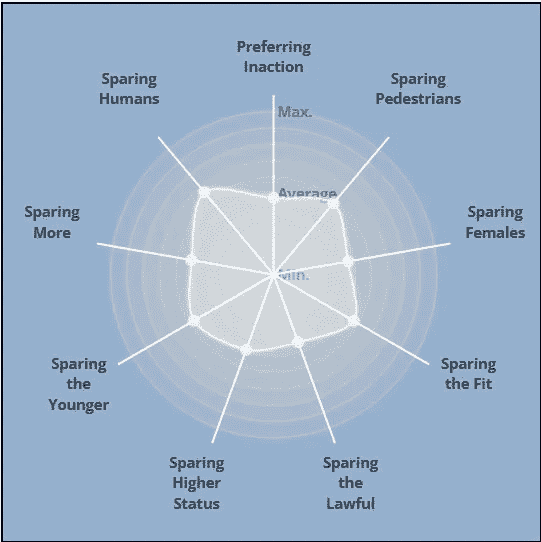 Preferring
Inaction
Sparing
Humans
Sparing
Pedestrians
Max.
Average
Sparing
More
Sparing
Females
Min.
Sparing
the
Younger
Sparing
the Fit
Sparing
Higher
Status
Sparing
the
Lawful